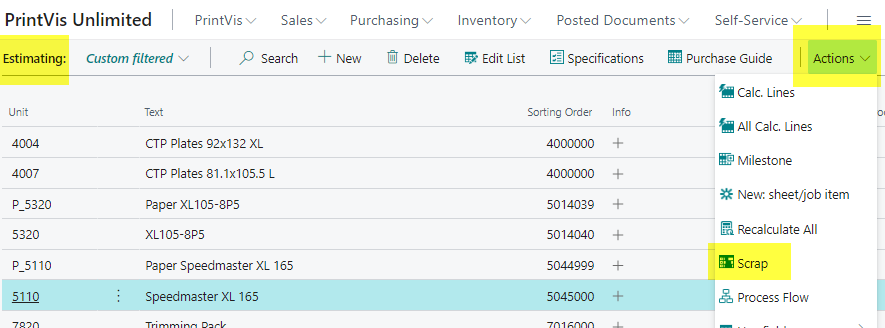 PrintVis Unlimited PrintVis Sales Purchasing Inventory Posted Documents Self-Service
Estimating: Custom filtered Search + New Delete Edit List Specifications Purchase Guide Actions
Unit Text Sorting Order Info
4004 CTP Plates 92x132 XL 4000000 +
4007 CTP Plates 81.1x105.5 L 4000000 +
P_5320 Paper XL105-8P5 5014039 +
5320 XL105-8P5 5014040 +
P_5110 Paper Speedmaster XL 165 5044999 +
5110 Speedmaster XL 165 5045000 +
7820 Trimming Pack 7016000
Calc. Lines
All Calc. Lines
Milestone
New: sheet/job item
Recalculate All
Scrap
Process Flow